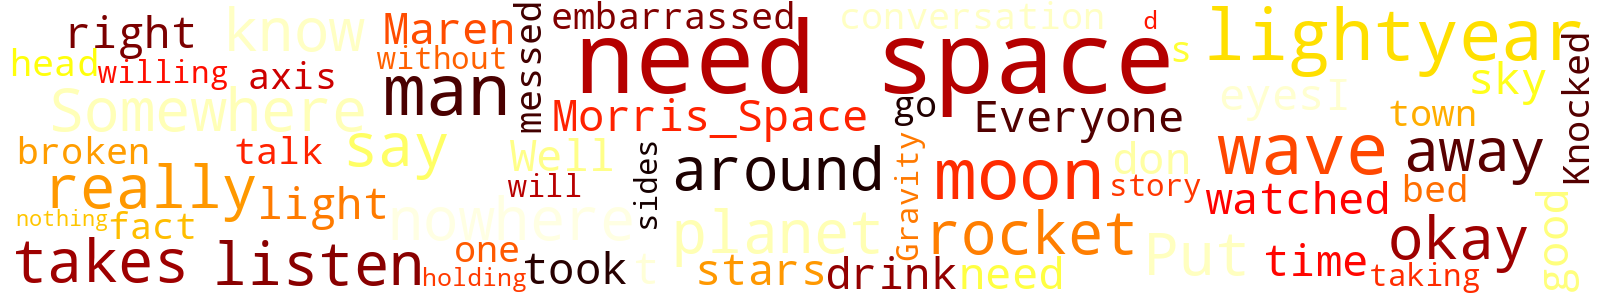 right know Maren messed embarrassed conversation d lightyear
head willing axis without man need space s sky Knocked
Somewhere Morris_Space go Everyone eyesI town
broken talk say Well sides around Gravity moon don wave away
really light will story watched bed
nothing fact nowhere planet rocket Put okay good
takes listen one holding took t stars drink need time taking